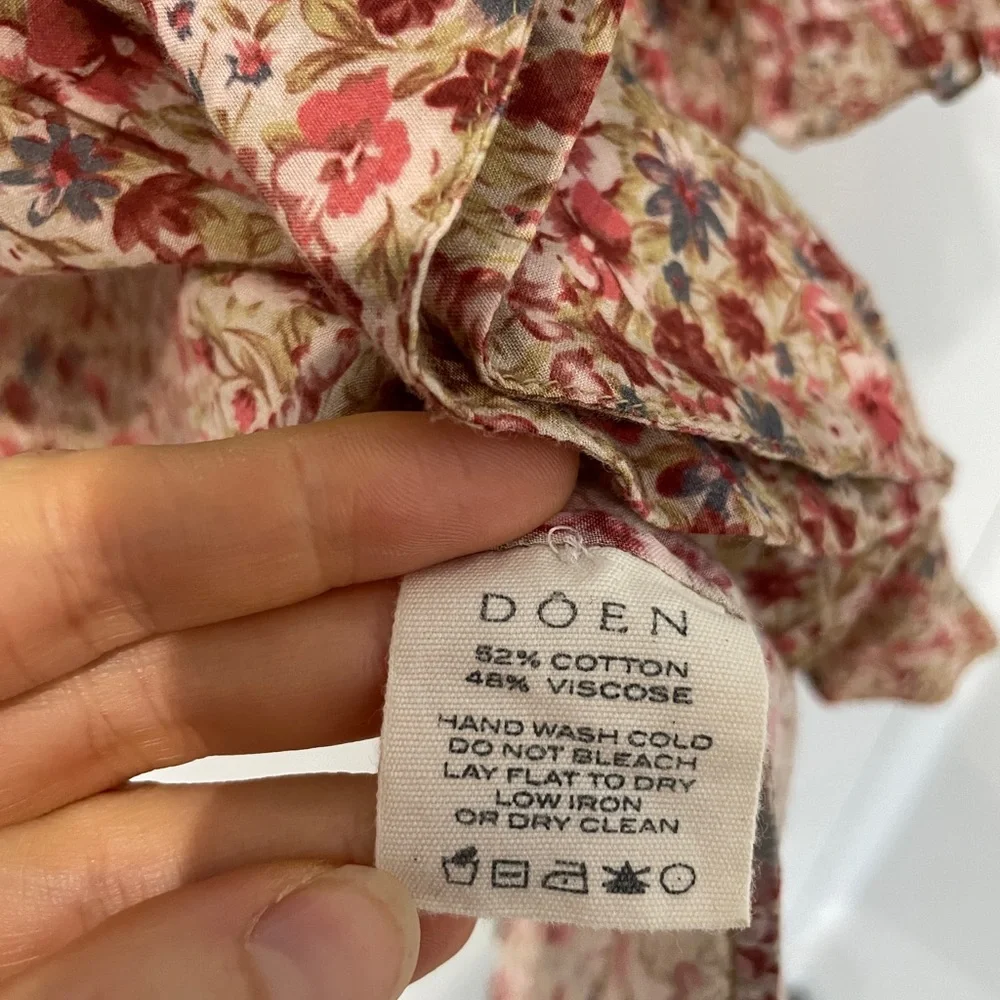 DÔEN
52% COTTON
48% VISCOSE
HAND WASH COLD
DO NOT BLEACH
LAY FLAT TO DRY
LOW IRON
OR DRY CLEAN